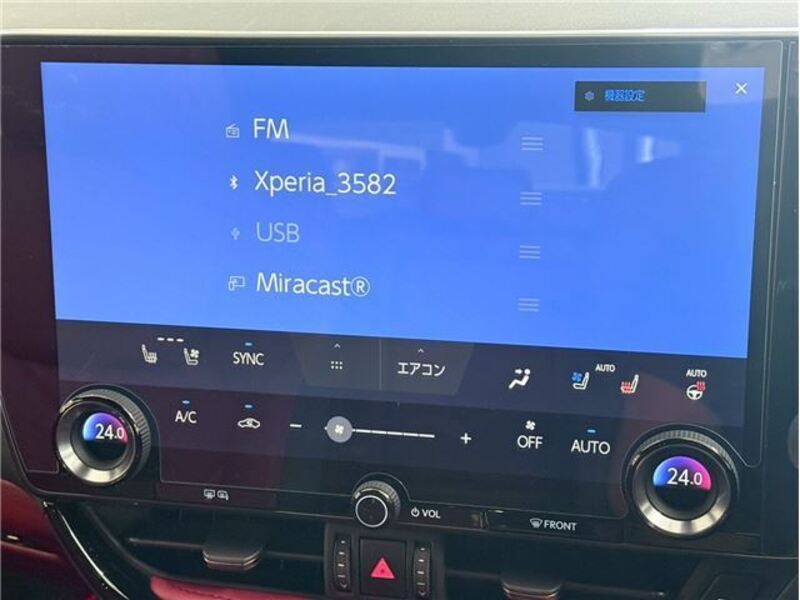 機器設定
FM
Xperia_3582
USB
Miracast®
SYNC
エアコン
AUTO
AUTO
24.0
A/C
OFF
AUTO
24.0
VOL
FRONT